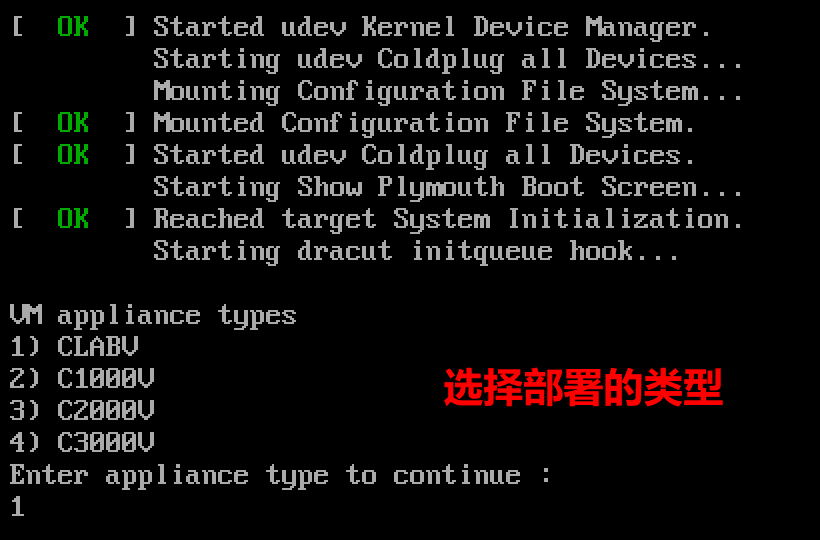 [  OK  ] Started udev Kernel Device Manager.
         Starting udev Coldplug all Devices...
         Mounting Configuration File System...
[  OK  ] Mounted Configuration File System.
[  OK  ] Started udev Coldplug all Devices.
         Starting Show Plymouth Boot Screen...
[  OK  ] Reached target System Initialization.
         Starting dracut initqueue hook...
VM appliance types
1) CLABV
2) C1000V
选择部署的类型
3) C2000V
4) C3000V
Enter appliance type to continue :
1